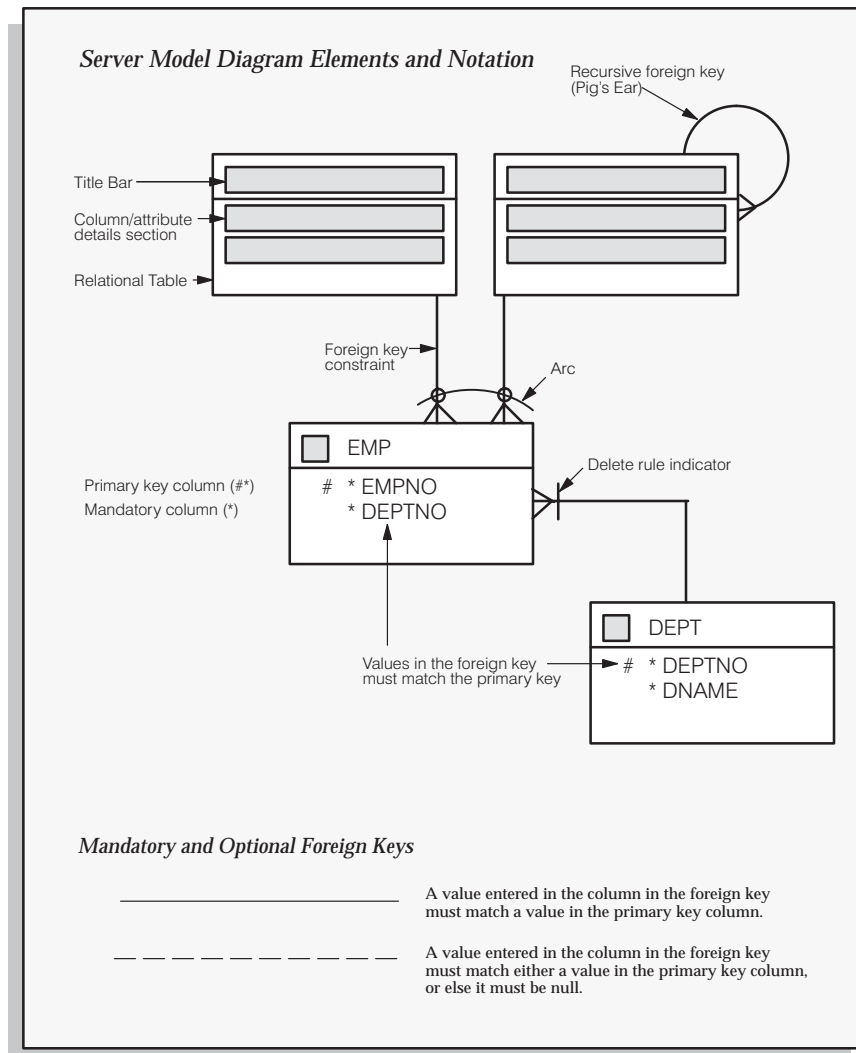 Server Model Diagram Elements and Notation
Recursive foreign key
(Pig's Ear)
Title Bar
Column/attribute
details section
Relational Table
Foreign key
constraint
Arc
EMP
Delete rule indicator
Primary key column (#*)
# * EMPNO
Mandatory column (*)
* DEPTNO
DEPT
Values in the foreign key
must match the primary key
# * DEPTNO
* DNAME
Mandatory and Optional Foreign Keys
A value entered in the column in the foreign key
must match a value in the primary key column.
A value entered in the column in the foreign key
must match either a value in the primary key column,
or else it must be null.